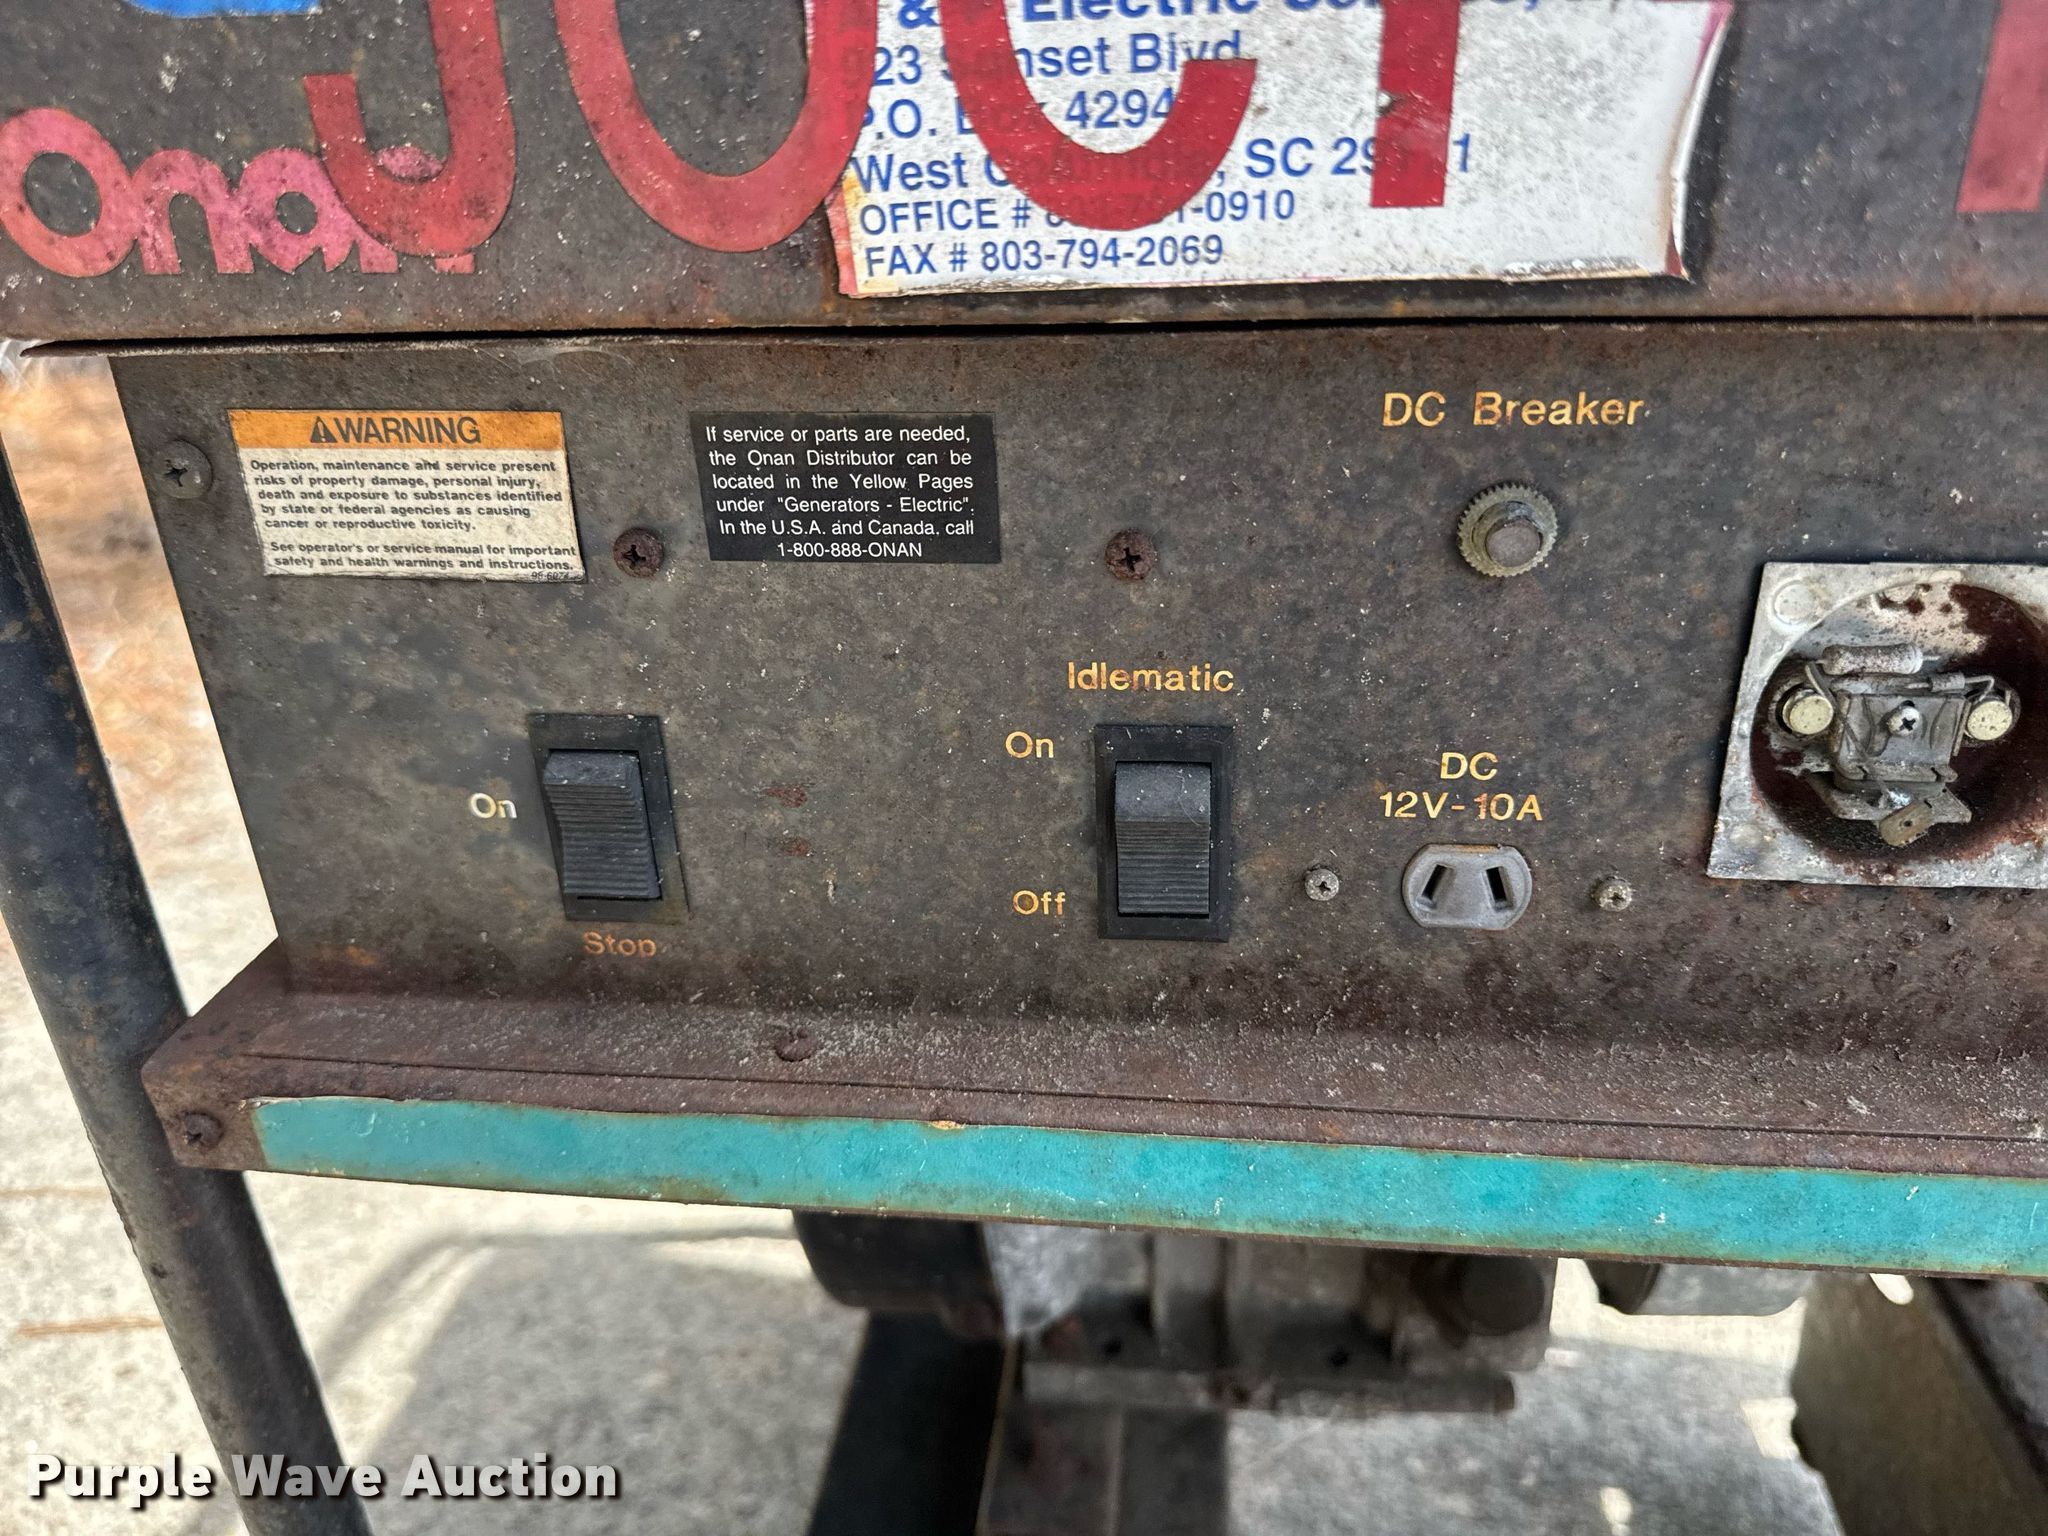 & Electric
923 Sunset Blvd
P.O. Box 4294
West Columbia, SC
OFFICE #
FAX # 803-794-2069
Onan
WARNING
Operation, maintenance and service present
risks of property damage, personal injury,
death and exposure to substances identified
by state or federal agencies as causing
cancer or reproductive toxicity.
See operator's or service manual for important
safety and health warnings and instructions.
If service or parts are needed,
the Onan Distributor can be
located in the Yellow Pages
under "Generators - Electric".
In the U.S.A. and Canada, call
1-800-888-ONAN
DC Breaker
Idlematic
On
Off
On
Stop
DC
12V-10A
Purple Wave Auction